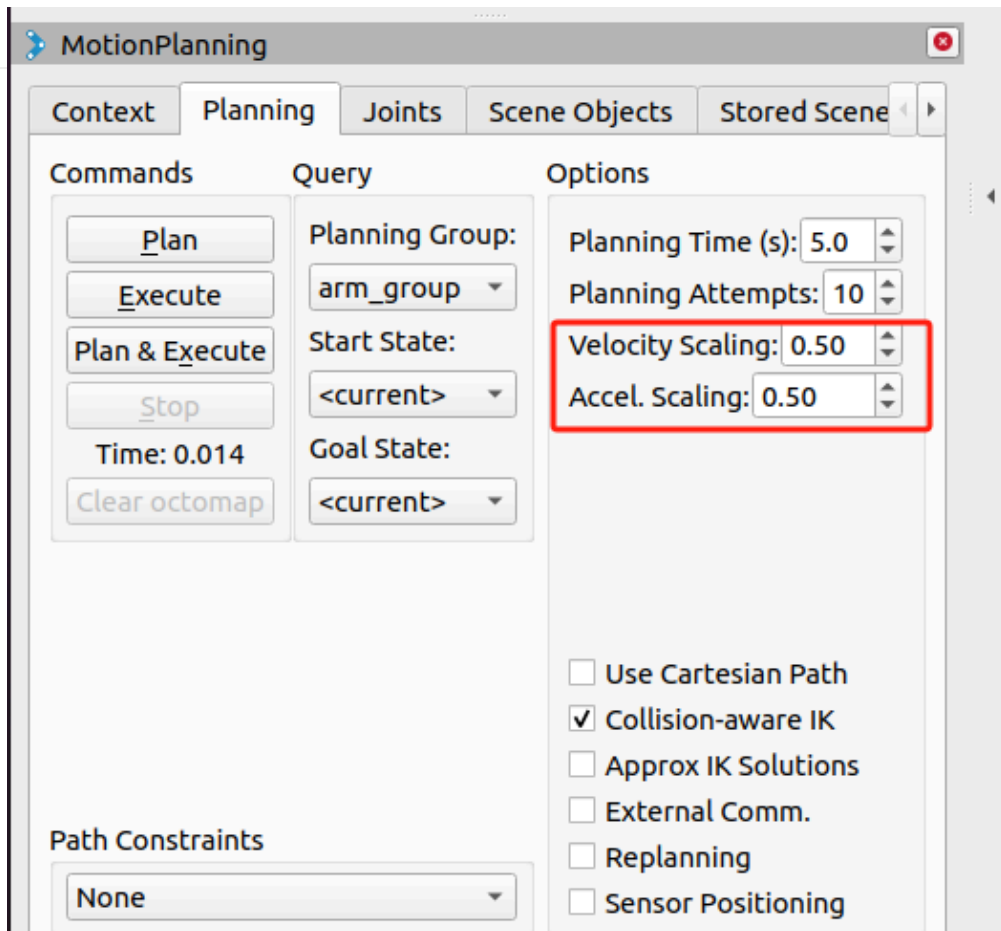 MotionPlanning
Context Planning Joints Scene Objects Stored Scene
Commands
Plan
Execute
Plan & Execute
Stop
Time: 0.014
Clear octomap
Query
Planning Group:
arm_group
Start State:
<current>
Goal State:
<current>
Options
Planning Time (s): 5.0
Planning Attempts: 10
Velocity Scaling: 0.50
Accel. Scaling: 0.50
Use Cartesian Path
Collision-aware IK
Approx IK Solutions
External Comm.
Replanning
Sensor Positioning
Path Constraints
None